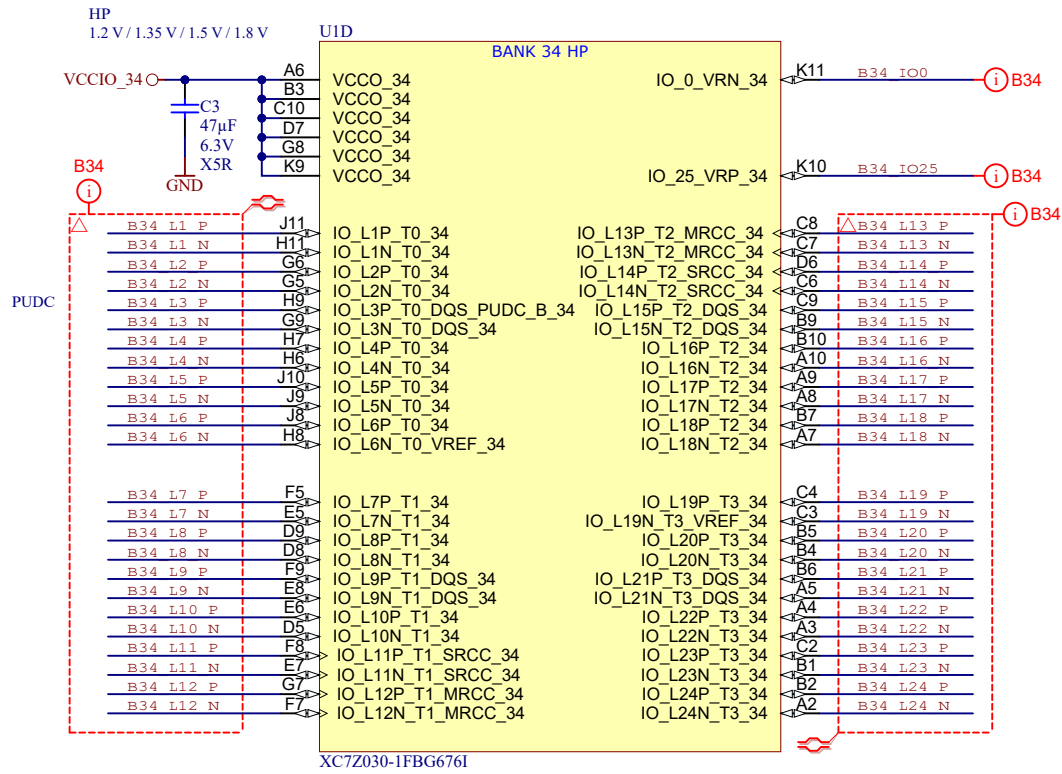 HP
1.2 V / 1.35 V / 1.5 V / 1.8 V
U1D
BANK 34 HP
VCCIO_34
A6 VCCO_34
B3 VCCO_34
C10 VCCO_34
D7 VCCO_34
G8 VCCO_34
K9 VCCO_34
C3
47µF
6.3V
X5R
GND
IO_0_VRN_34 K11 B34_IO0 i B34
IO_25_VRP_34 K10 B34_IO25 i B34
B34
i
i B34
PUDC
B34_L1_P J11 IO_L1P_T0_34
B34_L1_N H11 IO_L1N_T0_34
B34_L2_P G6 IO_L2P_T0_34
B34_L2_N G5 IO_L2N_T0_34
B34_L3_P H9 IO_L3P_T0_DQS_PUDC_B_34
B34_L3_N G9 IO_L3N_T0_DQS_34
B34_L4_P H7 IO_L4P_T0_34
B34_L4_N H6 IO_L4N_T0_34
B34_L5_P J10 IO_L5P_T0_34
B34_L5_N J9 IO_L5N_T0_34
B34_L6_P J8 IO_L6P_T0_34
B34_L6_N H8 IO_L6N_T0_VREF_34
B34_L7_P F5 IO_L7P_T1_34
B34_L7_N E5 IO_L7N_T1_34
B34_L8_P D9 IO_L8P_T1_34
B34_L8_N D8 IO_L8N_T1_34
B34_L9_P F9 IO_L9P_T1_DQS_34
B34_L9_N E8 IO_L9N_T1_DQS_34
B34_L10_P E6 IO_L10P_T1_34
B34_L10_N D5 IO_L10N_T1_34
B34_L11_P F8 IO_L11P_T1_SRCC_34
B34_L11_N E7 IO_L11N_T1_SRCC_34
B34_L12_P G7 IO_L12P_T1_MRCC_34
B34_L12_N F7 IO_L12N_T1_MRCC_34
IO_L13P_T2_MRCC_34 C8 B34_L13_P
IO_L13N_T2_MRCC_34 C7 B34_L13_N
IO_L14P_T2_SRCC_34 D6 B34_L14_P
IO_L14N_T2_SRCC_34 C6 B34_L14_N
IO_L15P_T2_DQS_34 C9 B34_L15_P
IO_L15N_T2_DQS_34 B9 B34_L15_N
IO_L16P_T2_34 B10 B34_L16_P
IO_L16N_T2_34 A10 B34_L16_N
IO_L17P_T2_34 A9 B34_L17_P
IO_L17N_T2_34 A8 B34_L17_N
IO_L18P_T2_34 B7 B34_L18_P
IO_L18N_T2_34 A7 B34_L18_N
IO_L19P_T3_34 C4 B34_L19_P
IO_L19N_T3_VREF_34 C3 B34_L19_N
IO_L20P_T3_34 B5 B34_L20_P
IO_L20N_T3_34 B4 B34_L20_N
IO_L21P_T3_DQS_34 B6 B34_L21_P
IO_L21N_T3_DQS_34 A5 B34_L21_N
IO_L22P_T3_34 A4 B34_L22_P
IO_L22N_T3_34 A3 B34_L22_N
IO_L23P_T3_34 C2 B34_L23_P
IO_L23N_T3_34 B1 B34_L23_N
IO_L24P_T3_34 B2 B34_L24_P
IO_L24N_T3_34 A2 B34_L24_N
XC7Z030-1FBG676I